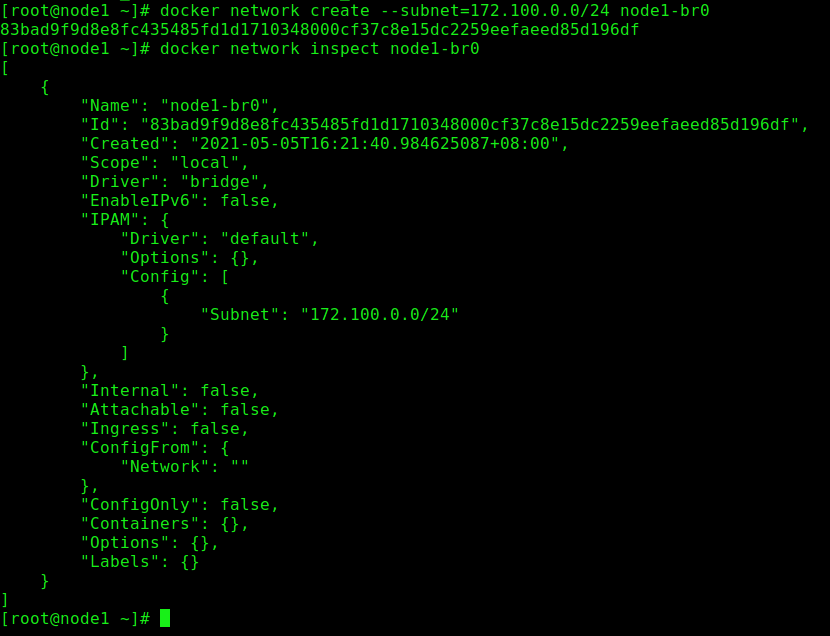 [root@node1 ~]# docker network create --subnet=172.100.0.0/24 node1-br0
83bad9f9d8e8fc435485fd1d1710348000cf37c8e15dc2259eefaeed85d196df
[root@node1 ~]# docker network inspect node1-br0
[
    {
        "Name": "node1-br0",
        "Id": "83bad9f9d8e8fc435485fd1d1710348000cf37c8e15dc2259eefaeed85d196df",
        "Created": "2021-05-05T16:21:40.984625087+08:00",
        "Scope": "local",
        "Driver": "bridge",
        "EnableIPv6": false,
        "IPAM": {
            "Driver": "default",
            "Options": {},
            "Config": [
                {
                    "Subnet": "172.100.0.0/24"
                }
            ]
        },
        "Internal": false,
        "Attachable": false,
        "Ingress": false,
        "ConfigFrom": {
            "Network": ""
        },
        "ConfigOnly": false,
        "Containers": {},
        "Options": {},
        "Labels": {}
    }
]
[root@node1 ~]#